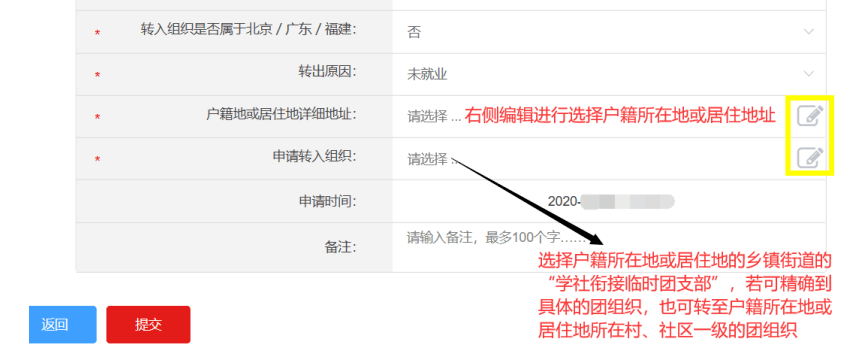 * 转入组织是否属于北京 / 广东 / 福建： 否
* 转出原因： 未就业
* 户籍地或居住地详细地址： 请选择 ... 右侧编辑进行选择户籍所在地或居住地址
* 申请转入组织： 请选择 ...
申请时间： 2020-
备注： 请输入备注，最多100个字……
选择户籍所在地或居住地的乡镇街道的
“学社衔接临时团支部”，若可精确到
具体的团组织，也可转至户籍所在地或
居住地所在村、社区一级的团组织
返回 提交